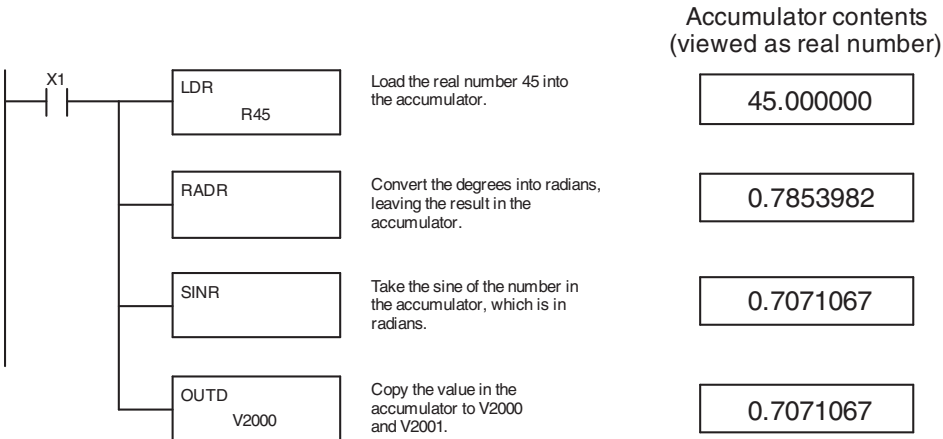 Accumulator contents
(viewed as real number)
X1
LDR
R45
Load the real number 45 into
the accumulator.
45.000000
RADR
Convert the degrees into radians,
leaving the result in the
accumulator.
0.7853982
SINR
Take the sine of the number in
the accumulator, which is in
radians.
0.7071067
OUTD
V2000
Copy the value in the
accumulator to V2000
and V2001.
0.7071067